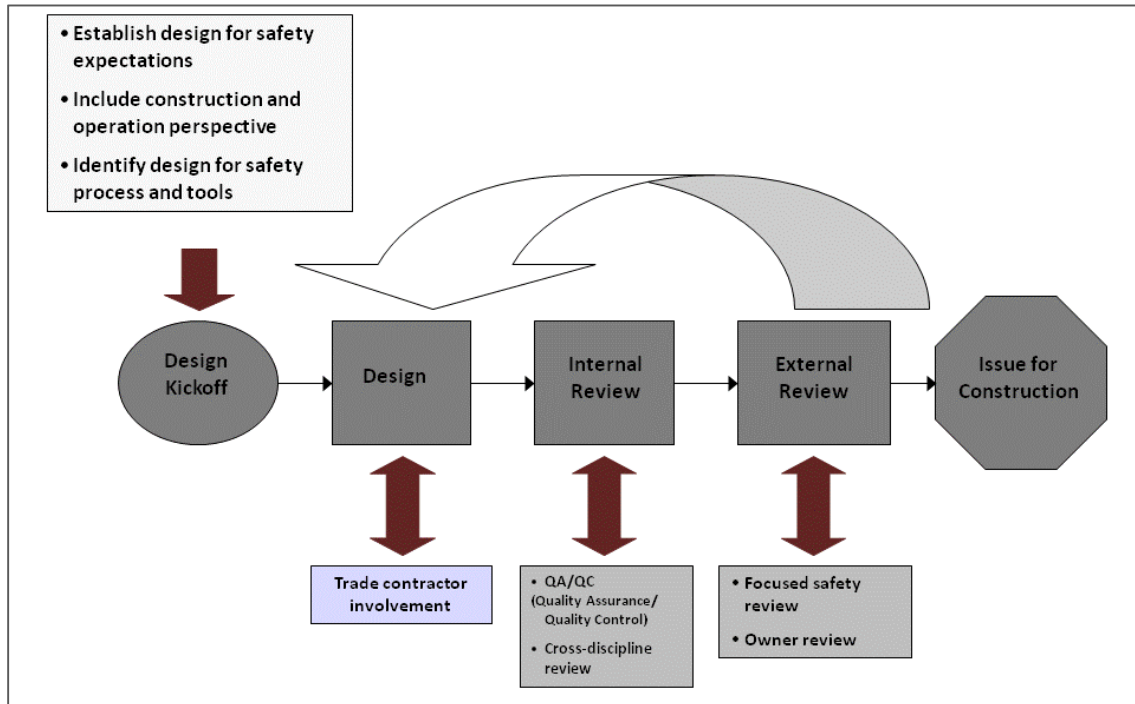 • Establish design for safety
expectations
• Include construction and
operation perspective
• Identify design for safety
process and tools
Design
Kickoff
Design
Internal
Review
External
Review
Issue for
Construction
Trade contractor
involvement
• QA/QC
(Quality Assurance/
Quality Control)
• Cross-discipline
review
• Focused safety
review
• Owner review